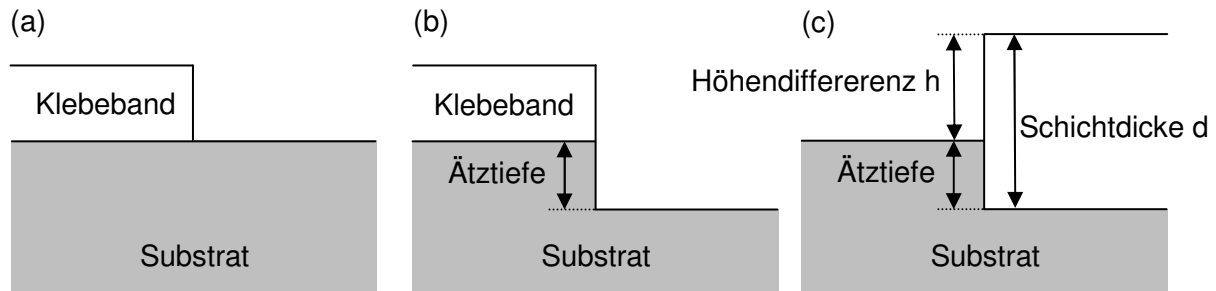 (a)
Klebeband
Substrat
(b)
Klebeband
Ätztiefe
Substrat
(c)
Höhendiffererenz h
Schichtdicke d
Ätztiefe
Substrat